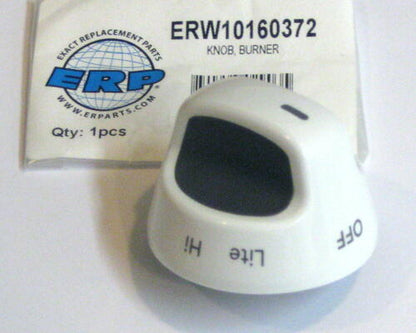 EXACT REPLACEMENT PARTS
ERP
®
WWW.ERPARTS.COM
Qty: 1pcs
ERW10160372
KNOB, BURNER
Hi
Lite
OFF